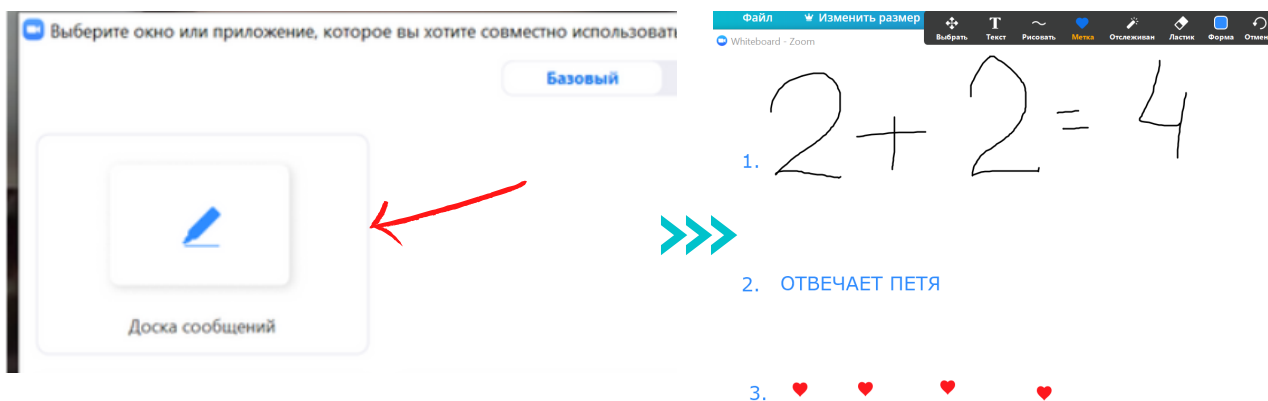 Выберите окно или приложение, которое вы хотите совместно использовать
Базовый
Доска сообщений
Файл Изменить размер
Выбрать Текст Рисовать Метка Отслеживан Ластик Форма Отмен
Whiteboard - Zoom
1. 2 + 2 = 4
2. ОТВЕЧАЕТ ПЕТЯ
3.